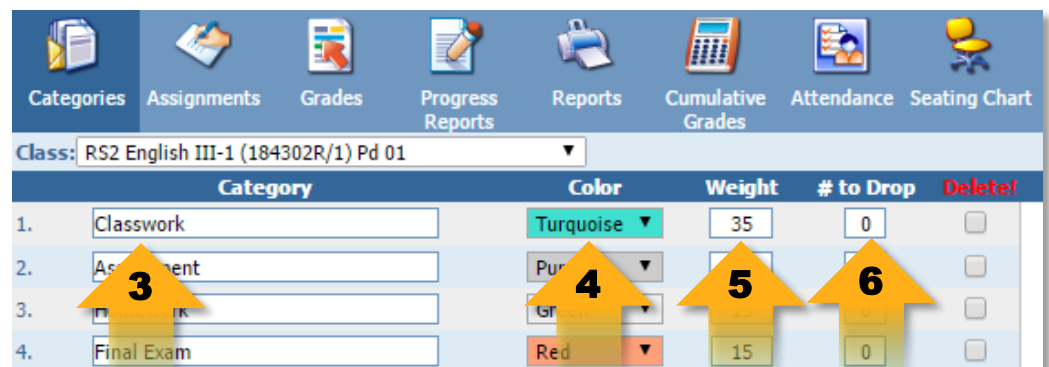 Categories Assignments Grades Progress Reports Reports Cumulative Grades Attendance Seating Chart
Class: RS2 English III-1 (184302R/1) Pd 01
Category Color Weight # to Drop Delete!
1. Classwork Turquoise 35 0
2.
3. 0
4. Final Exam Red 15 0
3 4 5 6